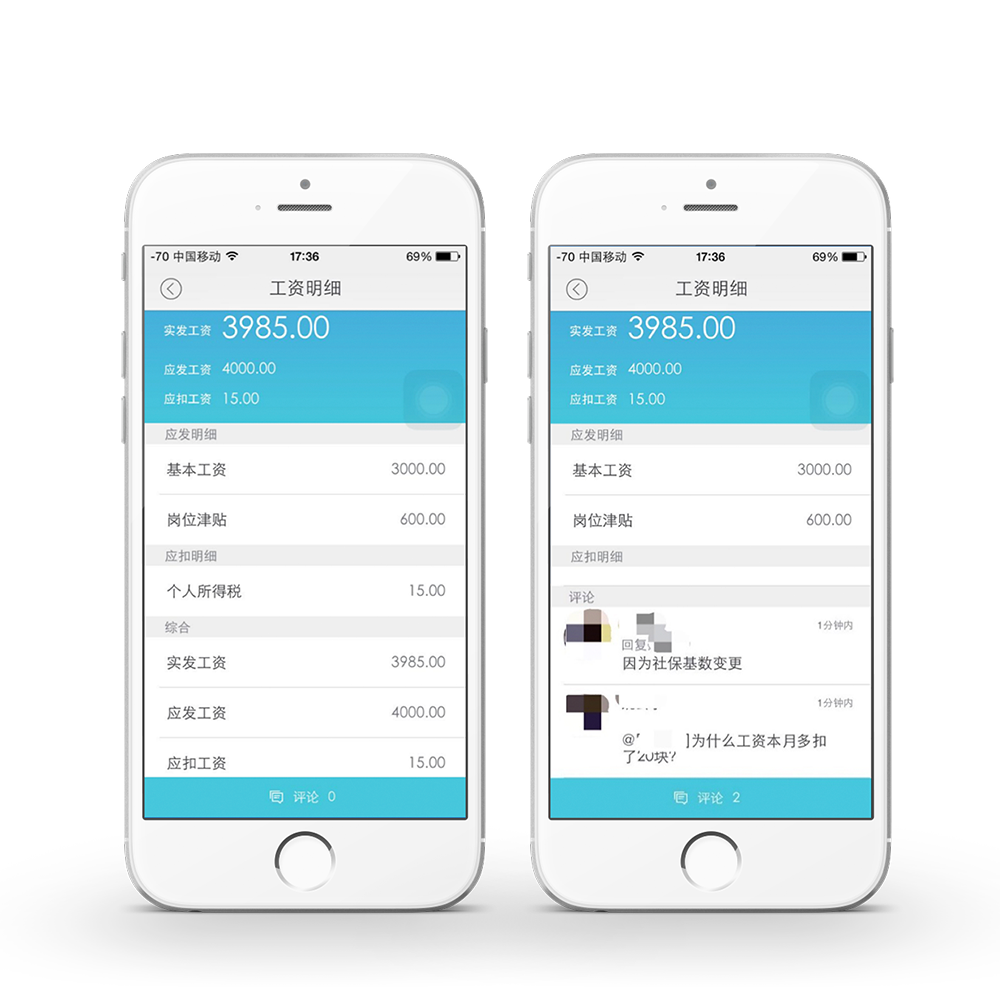 -70 中国移动 17:36 69%
工资明细
实发工资 3985.00
应发工资 4000.00
应扣工资 15.00
应发明细
基本工资 3000.00
岗位津贴 600.00
应扣明细
个人所得税 15.00
综合
实发工资 3985.00
应发工资 4000.00
应扣工资 15.00
评论 0
-70 中国移动 17:36 69%
工资明细
实发工资 3985.00
应发工资 4000.00
应扣工资 15.00
应发明细
基本工资 3000.00
岗位津贴 600.00
应扣明细
评论
1分钟内
回复
因为社保基数变更
1分钟内
@ 为什么工资本月多扣
了20块?
评论 2